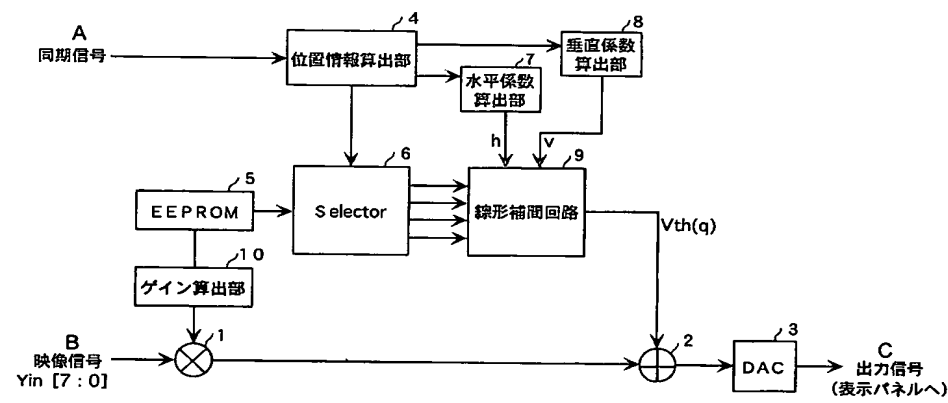 A
同期信号
4
位置情報算出部
8
垂直係数
算出部
7
水平係数
算出部
h
v
5
EEPROM
6
Selector
9
線形補間回路
Vth(q)
10
ゲイン算出部
B
映像信号
Yin [7:0]
1
2
3
DAC
C
出力信号
(表示パネルへ)